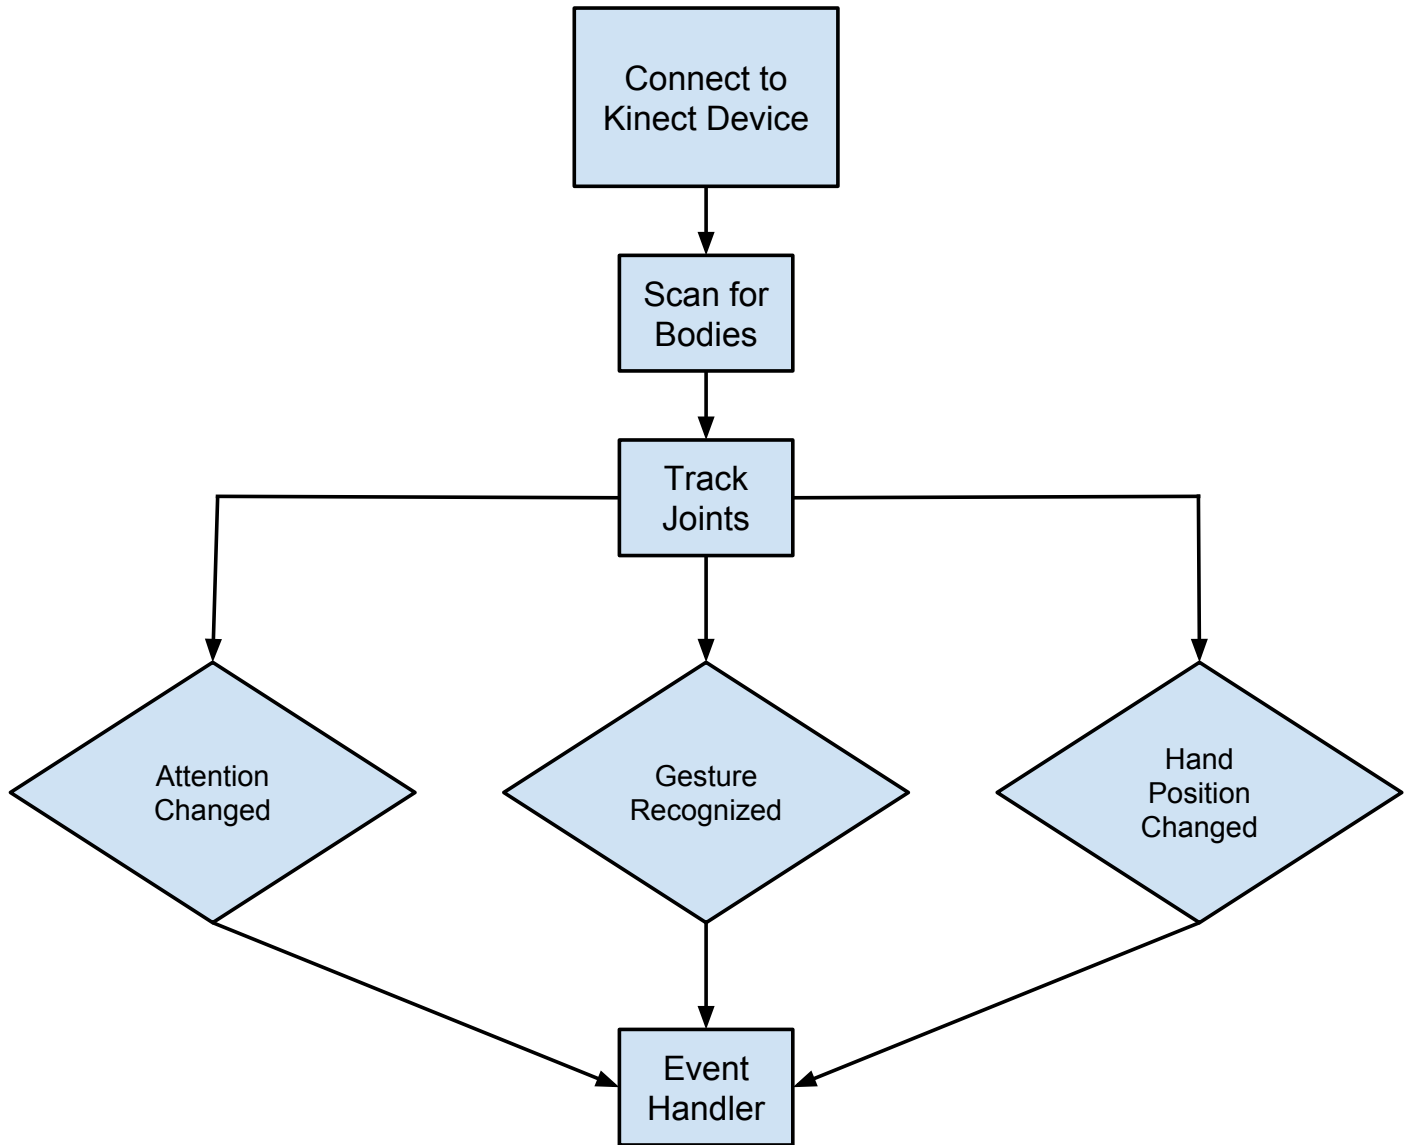 Connect to
Kinect Device
Scan for
Bodies
Track
Joints
Attention
Changed
Gesture
Recognized
Hand
Position
Changed
Event
Handler